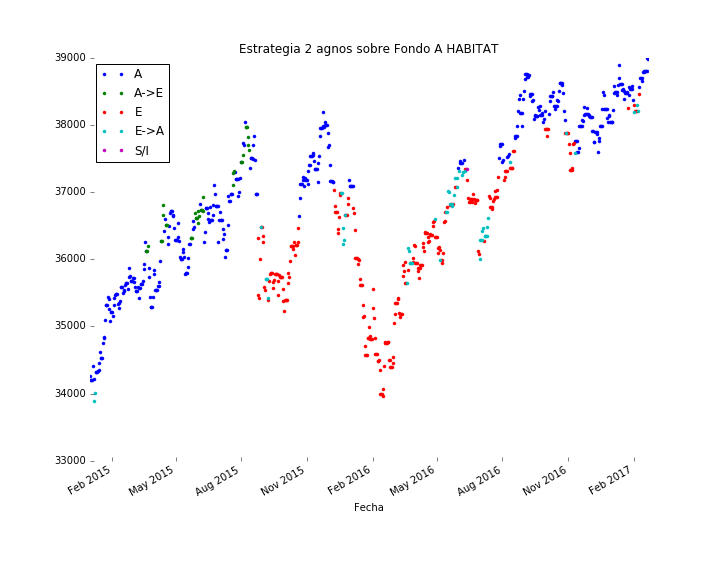 Estrategia 2 agnos sobre Fondo A HABITAT
39000
38000
37000
36000
35000
34000
33000
A
A->E
E
E->A
S/I
Feb 2015
May 2015
Aug 2015
Nov 2015
Feb 2016
May 2016
Aug 2016
Nov 2016
Feb 2017
Fecha